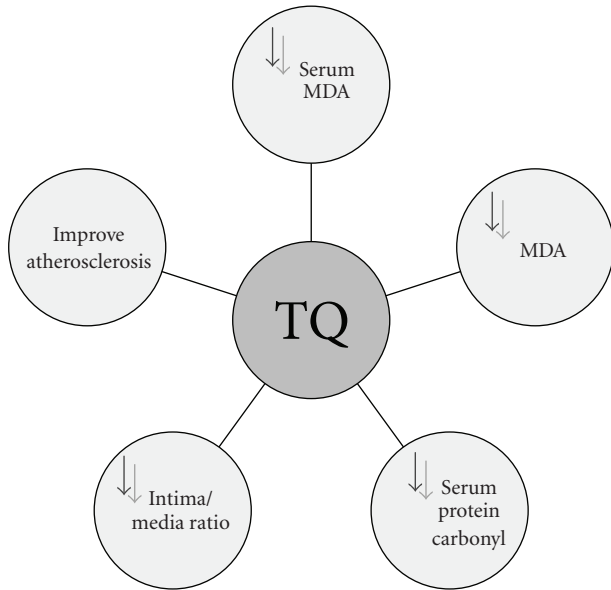 Serum
MDA
MDA
Improve
atherosclerosis
TQ
Intima/
media ratio
Serum
protein
carbonyl